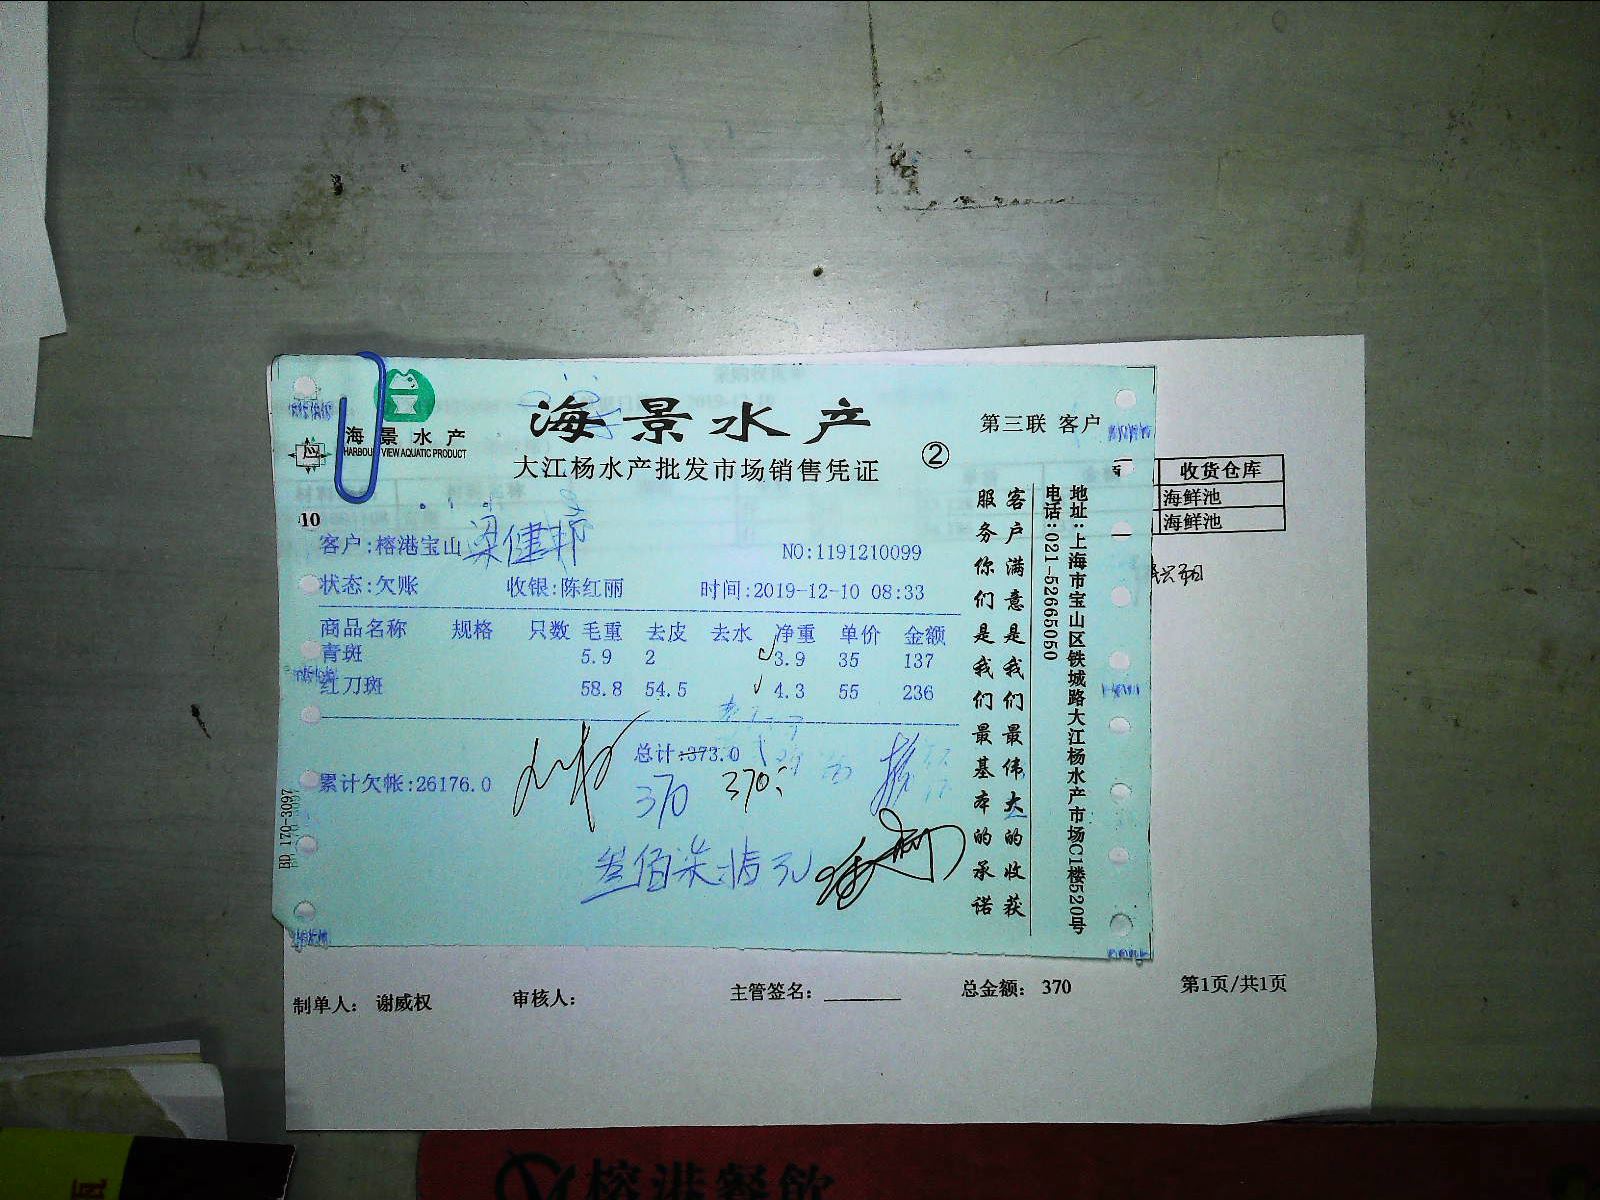 海景水产
HARBOUR VIEW AQUATIC PRODUCT
海景水产
大江杨水产批发市场销售凭证
②
第三联 客户
收货仓库
海鲜池
海鲜池
10
客户:榕港宝山 梁健邦
NO:1191210099
状态:欠账 收银:陈红丽 时间:2019-12-10 08:33
商品名称 规格 只数 毛重 去皮 去水 净重 单价 金额
青斑 5.9 2 3.9 35 137
红刀斑 58.8 54.5 4.3 55 236
总计:373.0
累计欠帐:26176.0
370 370
叁佰柒拾元
客户满意是我们最伟大的收获
服务你们是我们最基本的承诺
地址:上海市宝山区铁城路大江杨水产市场C1楼520号
电话:021-52665050
BD 170-3097
制单人: 谢威权 审核人: 主管签名: 总金额: 370 第1页/共1页
榕港餐饮